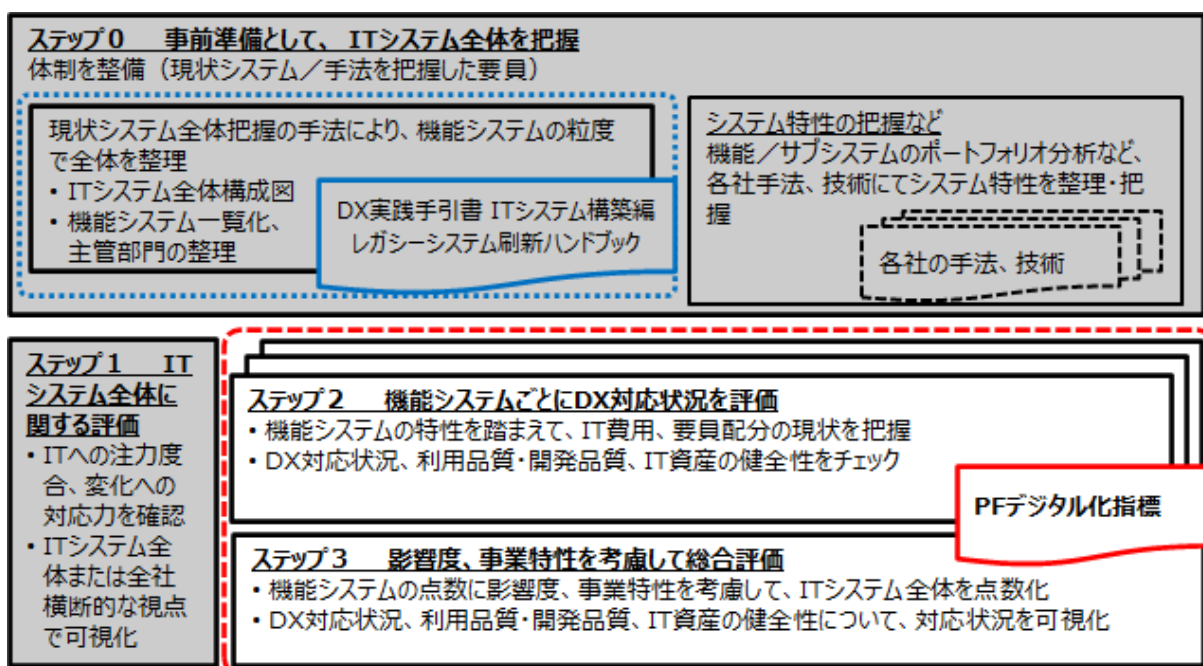 ステップ0 事前準備として、 ITシステム全体を把握
体制を整備（現状システム／手法を把握した要員）
現状システム全体把握の手法により、機能システムの粒度
で全体を整理
・ITシステム全体構成図
・機能システム一覧化、
主管部門の整理
DX実践手引書 ITシステム構築編
レガシーシステム刷新ハンドブック
システム特性の把握など
機能／サブシステムのポートフォリオ分析など、
各社手法、技術にてシステム特性を整理・把
握
各社の手法、技術
ステップ1 IT
システム全体に
関する評価
・ITへの注力度
合、変化への
対応力を確認
・ITシステム全
体または全社
横断的な視点
で可視化
ステップ2 機能システムごとにDX対応状況を評価
・機能システムの特性を踏まえて、IT費用、要員配分の現状を把握
・DX対応状況、利用品質・開発品質、IT資産の健全性をチェック
PFデジタル化指標
ステップ3 影響度、事業特性を考慮して総合評価
・機能システムの点数に影響度、事業特性を考慮して、ITシステム全体を点数化
・DX対応状況、利用品質・開発品質、IT資産の健全性について、対応状況を可視化